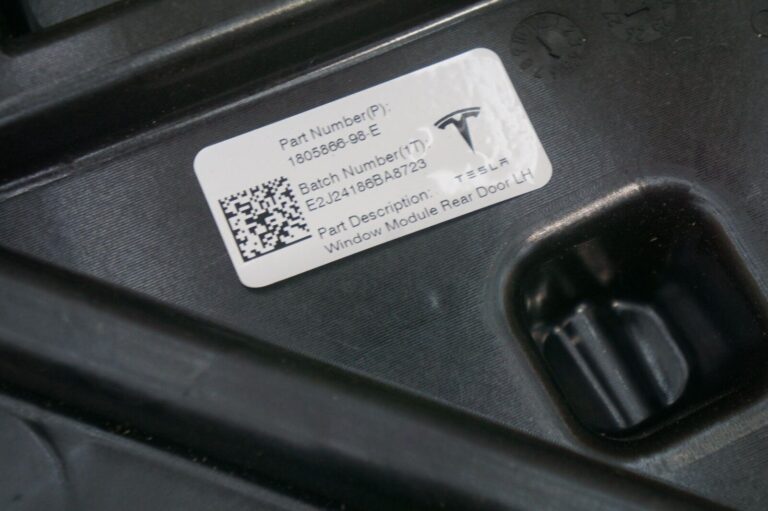 Part Number(P):
1805866-98-E
Batch Number(1T):
E2J24186BA8723
TESLA
Part Description:
Window Module Rear Door LH